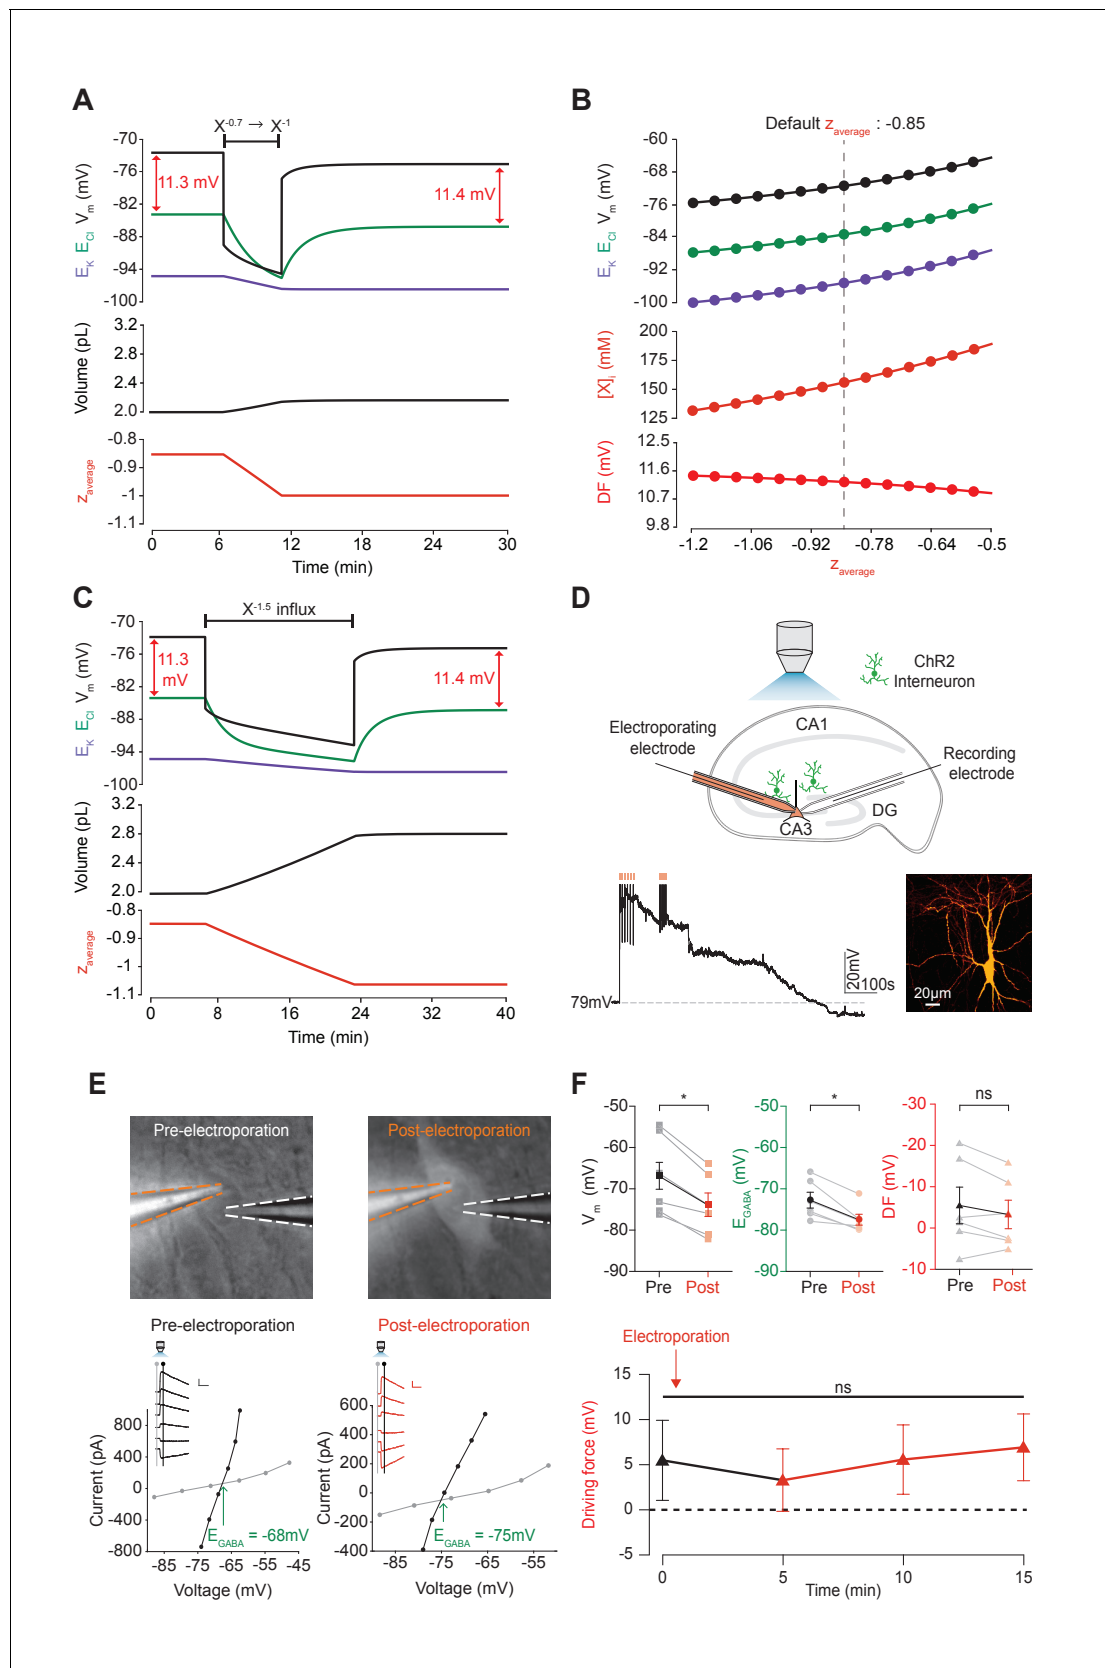 A
X-0.7 → X-1
-70
-76
-82
-88
-94
-100
EK ECl Vm (mV)
11.3 mV
11.4 mV
3.2
2.8
2.4
2.0
Volume (pL)
-0.8
-0.9
-1
-1.1
zaverage
0 6 12 18 24 30
Time (min)
B
Default zaverage : -0.85
-60
-68
-76
-84
-92
-100
EK ECl Vm (mV)
200
175
150
125
[X]i (mM)
12.5
11.6
10.7
9.8
DF (mV)
-1.2 -1.06 -0.92 -0.78 -0.64 -0.5
zaverage
C
X-1.5 influx
-70
-76
-82
-88
-94
-100
EK ECl Vm (mV)
11.3
mV
11.4 mV
3.2
2.8
2.4
2.0
Volume (pL)
-0.8
-0.9
-1
-1.1
zaverage
0 8 16 24 32 40
Time (min)
D
ChR2
Interneuron
Electroporating
electrode
CA1
Recording
electrode
DG
CA3
20mV
100s
-79mV
20µm
E
Pre-electroporation
Post-electroporation
Pre-electroporation
800
400
0
-400
-800
Current (pA)
EGABA = -68mV
-85 -75 -65 -55 -45
Voltage (mV)
Post-electroporation
600
400
200
0
-200
-400
Current (pA)
EGABA = -75mV
-85 -75 -65 -55
Voltage (mV)
F
*
-50
-60
-70
-80
-90
Vm (mV)
Pre Post
*
-50
-60
-70
-80
-90
EGABA (mV)
Pre Post
ns
-30
-20
-10
0
-10
DF (mV)
Pre Post
Electroporation
ns
15
10
5
0
-5
Driving force (mV)
0 5 10 15
Time (min)